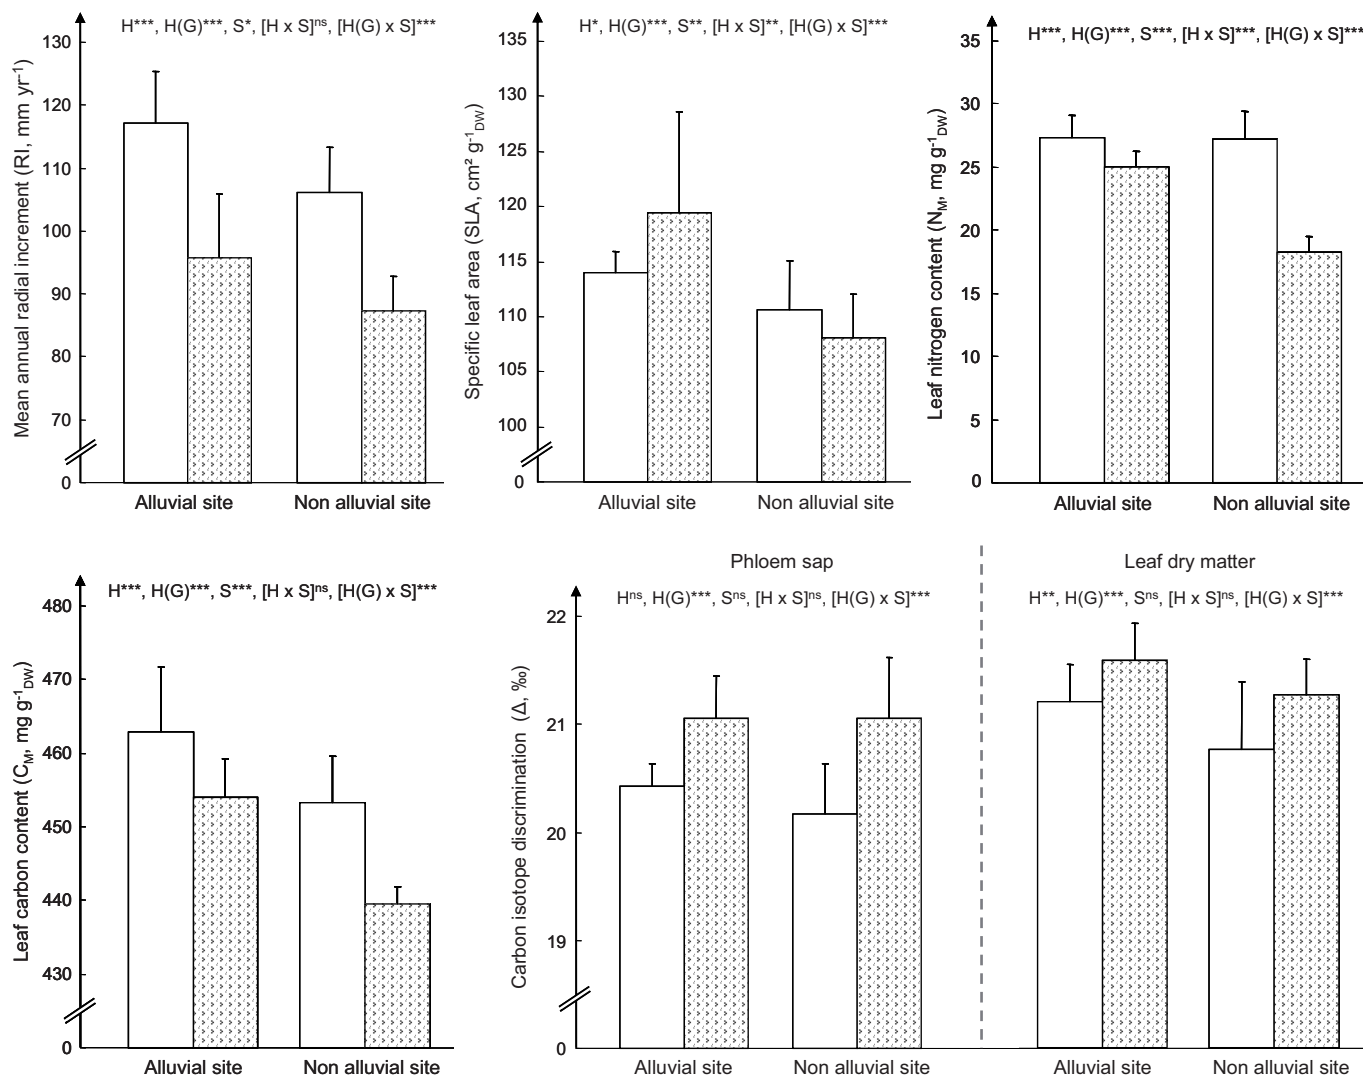 H***, H(G)***, S*, [H x S]ns, [H(G) x S]***
Mean annual radial increment (RI, mm yr-1)
130
120
110
100
90
80
70
0
Alluvial site
Non alluvial site
H*, H(G)***, S**, [H x S]**, [H(G) x S]***
Specific leaf area (SLA, cm² g-1DW)
135
130
125
120
115
110
105
100
0
Alluvial site
Non alluvial site
H***, H(G)***, S***, [H x S]***, [H(G) x S]***
Leaf nitrogen content (NM, mg g-1DW)
35
30
25
20
15
10
5
0
Alluvial site
Non alluvial site
H***, H(G)***, S***, [H x S]ns, [H(G) x S]***
Leaf carbon content (CM, mg g-1DW)
480
470
460
450
440
430
0
Alluvial site
Non alluvial site
Phloem sap
Hns, H(G)***, Sns, [H x S]ns, [H(G) x S]***
Carbon isotope discrimination (Δ, ‰)
22
21
20
19
0
Alluvial site
Non alluvial site
Leaf dry matter
H**, H(G)***, Sns, [H x S]ns, [H(G) x S]***
Alluvial site
Non alluvial site